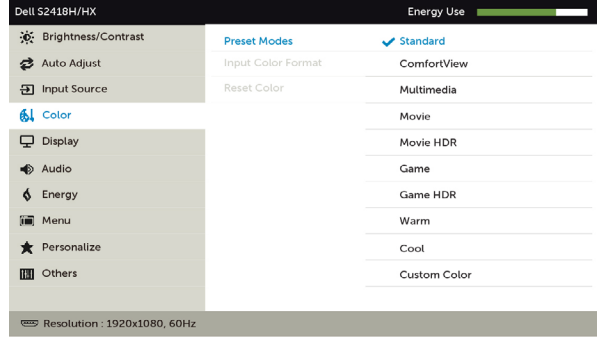 Dell S2418H/HX
Energy Use
Brightness/Contrast
Auto Adjust
Input Source
Color
Display
Audio
Energy
Menu
Personalize
Others
Preset Modes
Input Color Format
Reset Color
Standard
ComfortView
Multimedia
Movie
Movie HDR
Game
Game HDR
Warm
Cool
Custom Color
Resolution : 1920x1080, 60Hz